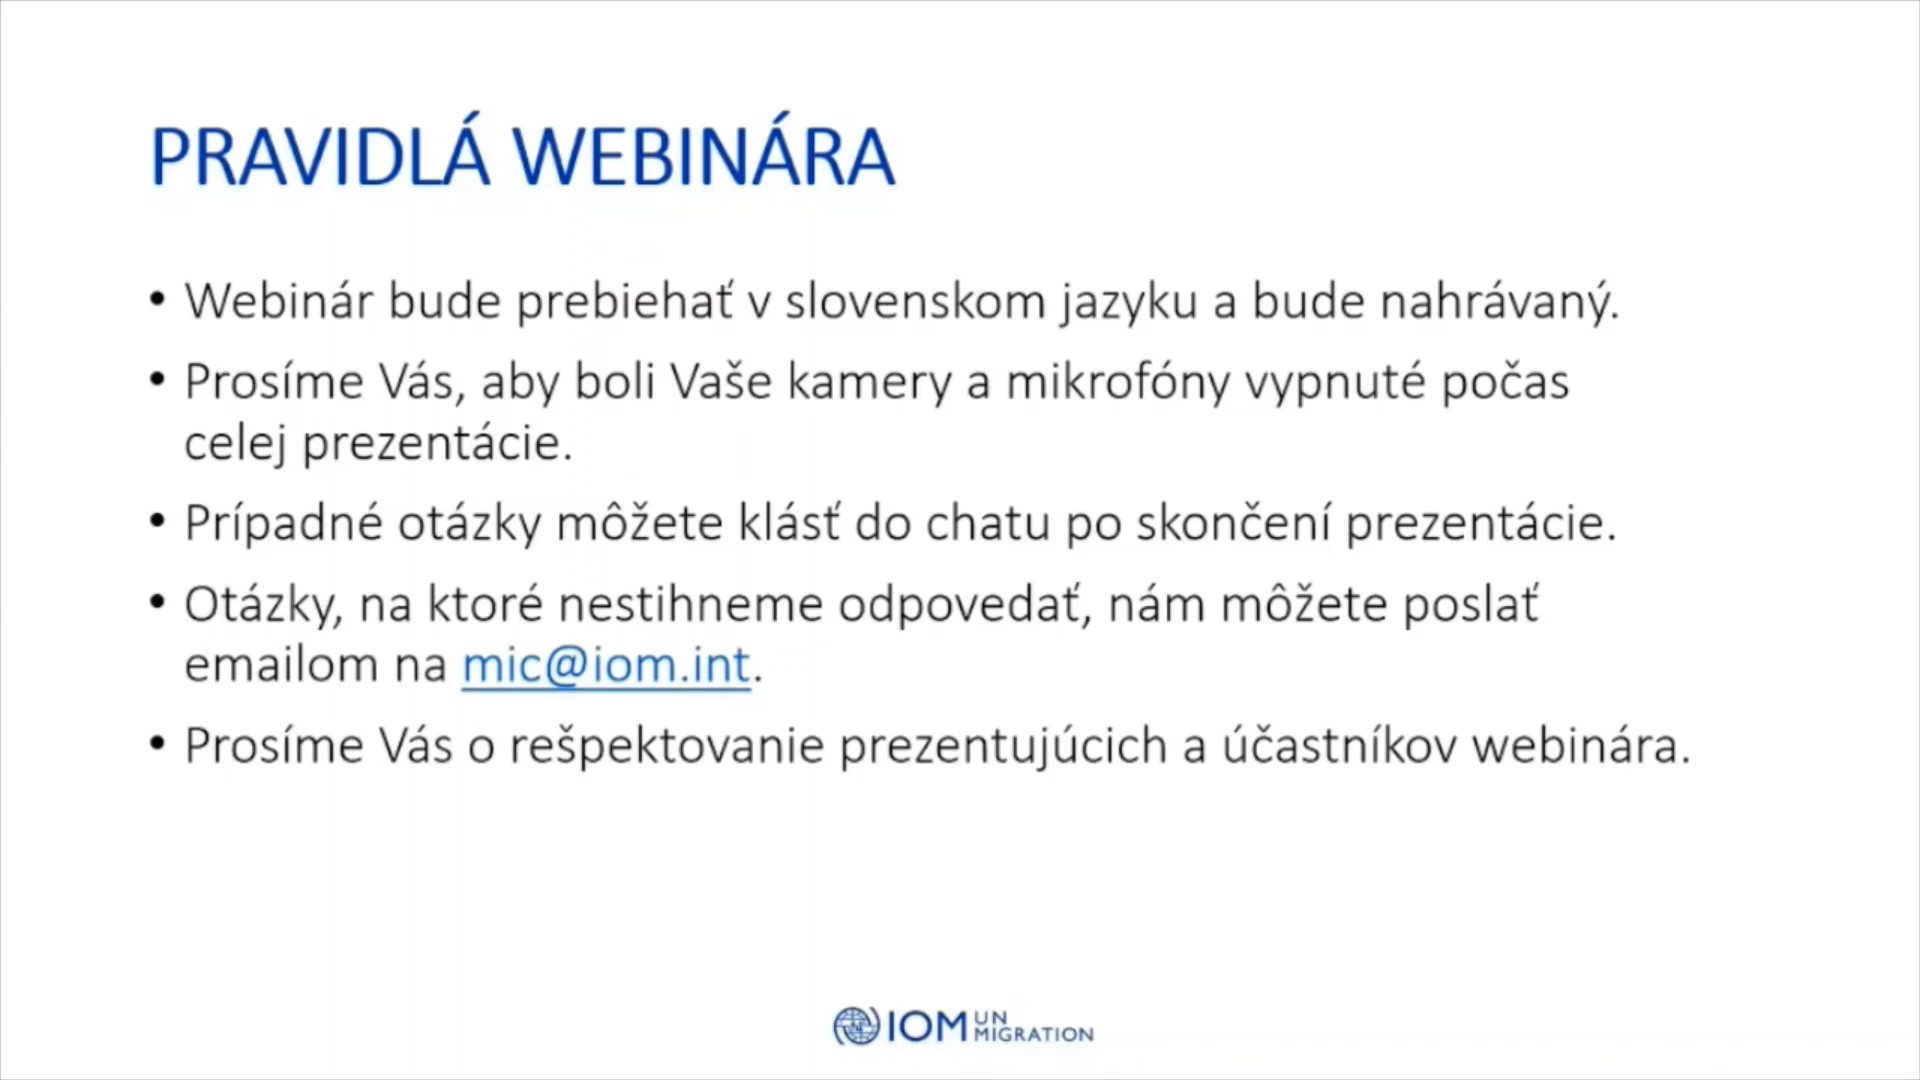 PRAVIDLÁ WEBINÁRA
• Webinár bude prebiehať v slovenskom jazyku a bude nahrávaný.
• Prosíme Vás, aby boli Vaše kamery a mikrofóny vypnuté počas
celej prezentácie.
• Prípadné otázky môžete klásť do chatu po skončení prezentácie.
• Otázky, na ktoré nestihneme odpovedať, nám môžete poslať
emailom na mic@iom.int.
• Prosíme Vás o rešpektovanie prezentujúcich a účastníkov webinára.
IOM UN
MIGRATION